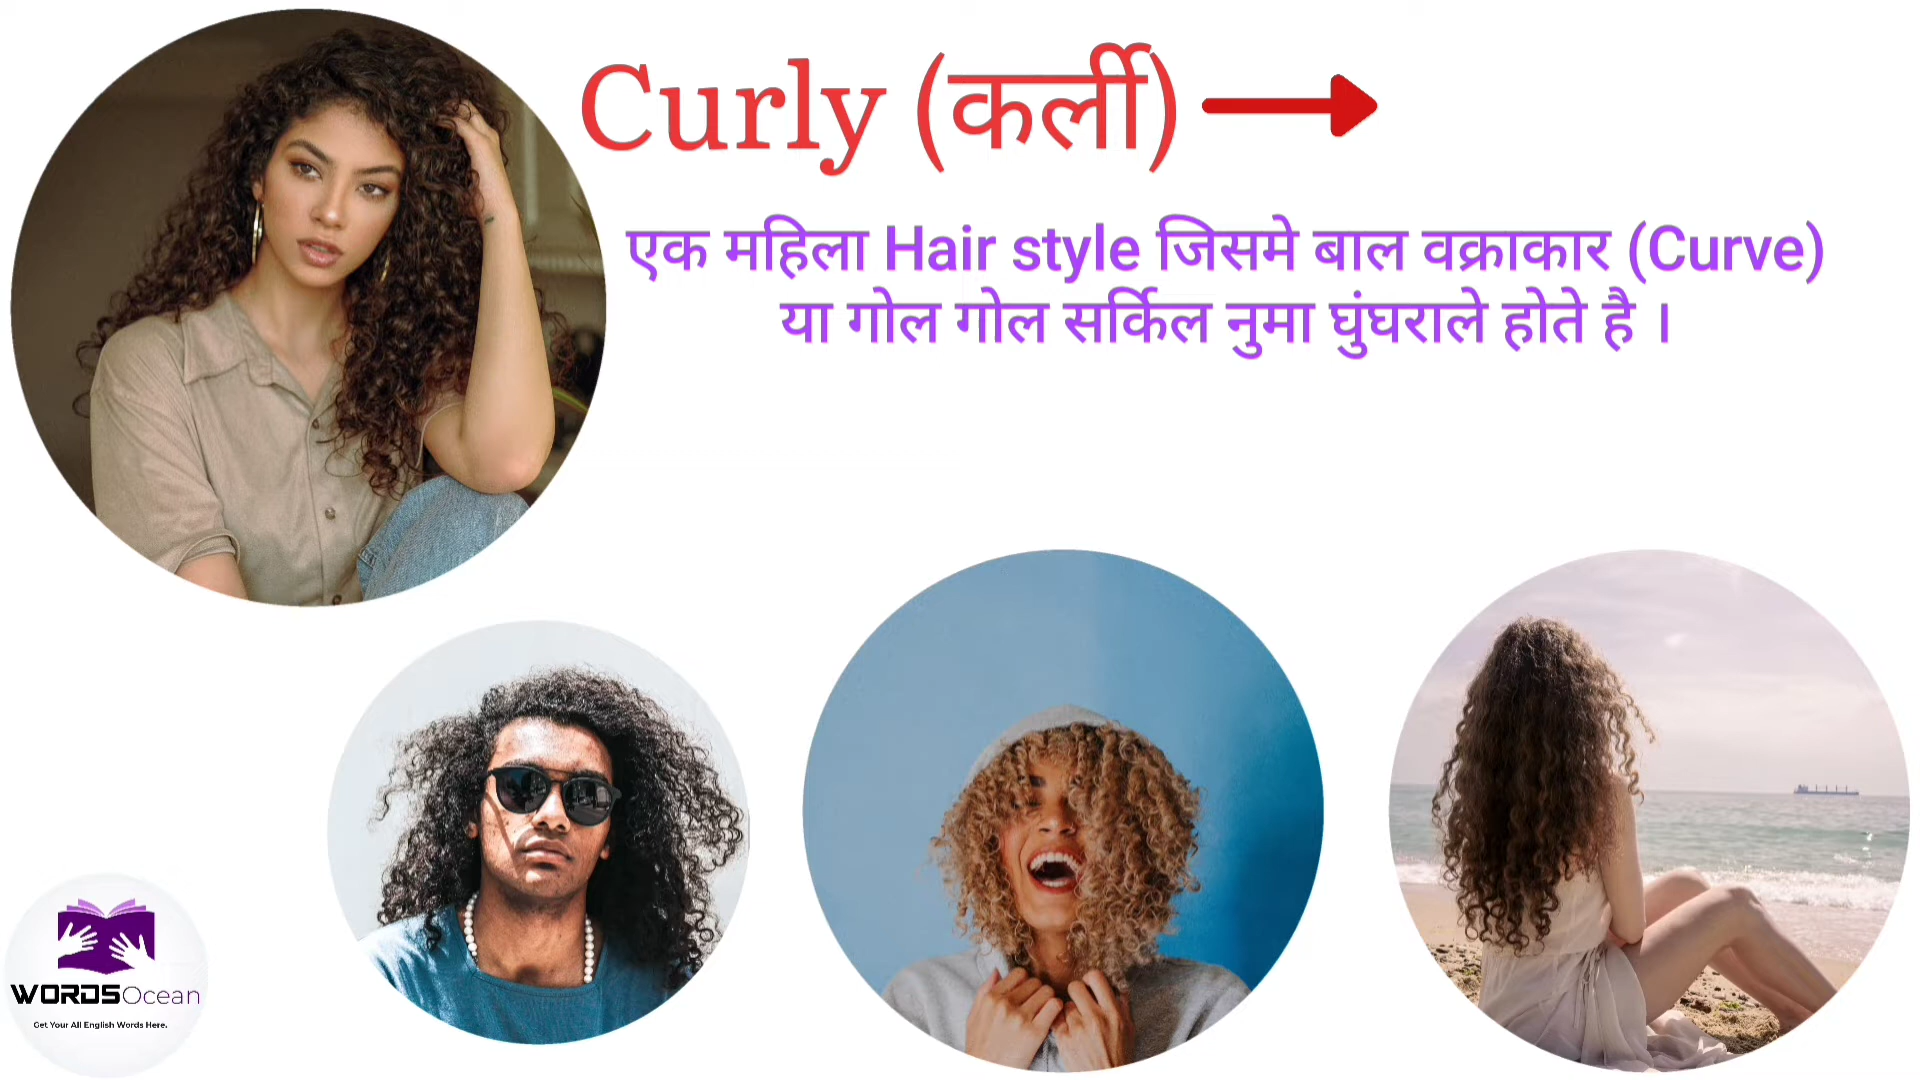 Curly (कर्ली)
एक महिला Hair style जिसमे बाल वक्राकार (Curve)
या गोल गोल सर्किल नुमा घुंघराले होते है ।
WORDSOcean
Get Your All English Words Here.